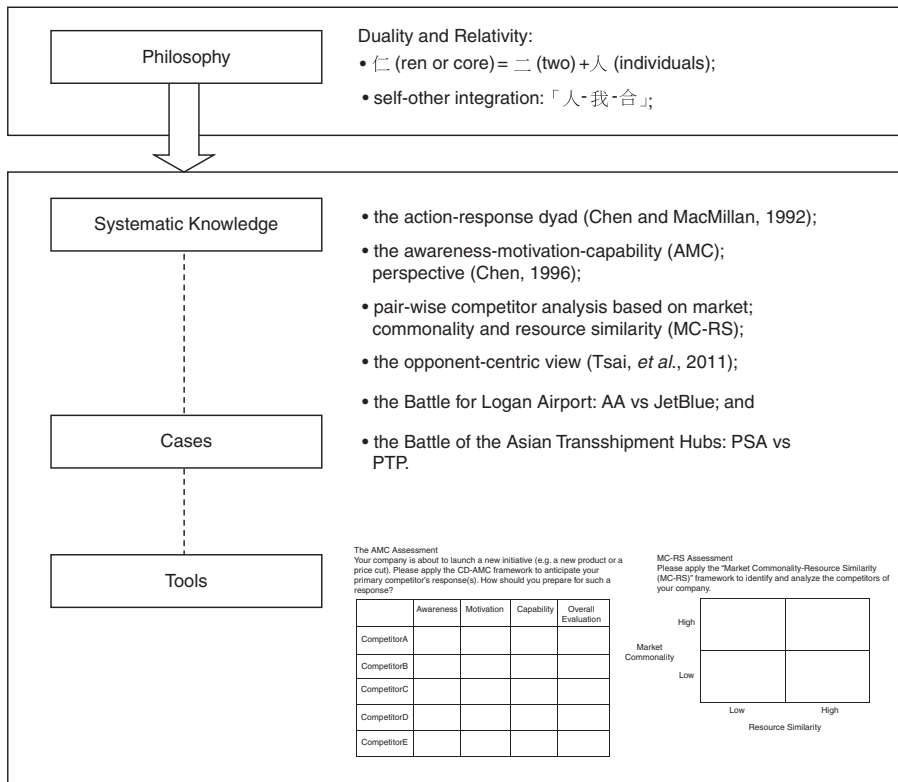 Philosophy
Duality and Relativity:
• 仁 (ren or core) = 二 (two) +人 (individuals);
• self-other integration:「人-我-合」;
Systematic Knowledge
• the action-response dyad (Chen and MacMillan, 1992);
• the awareness-motivation-capability (AMC);
perspective (Chen, 1996);
• pair-wise competitor analysis based on market;
commonality and resource similarity (MC-RS);
• the opponent-centric view (Tsai, et al., 2011);
Cases
• the Battle for Logan Airport: AA vs JetBlue; and
• the Battle of the Asian Transshipment Hubs: PSA vs
PTP.
Tools
The AMC Assessment
Your company is about to launch a new initiative (e.g. a new product or a
price cut). Please apply the CD-AMC framework to anticipate your
primary competitor's response(s). How should you prepare for such a
response?
Awareness Motivation Capability Overall
Evaluation
CompetitorA
CompetitorB
CompetitorC
CompetitorD
CompetitorE
MC-RS Assessment
Please apply the "Market Commonality-Resource Similarity
(MC-RS)" framework to identify and analyze the competitors of
your company.
High
Market
Commonality
Low
Low High
Resource Similarity